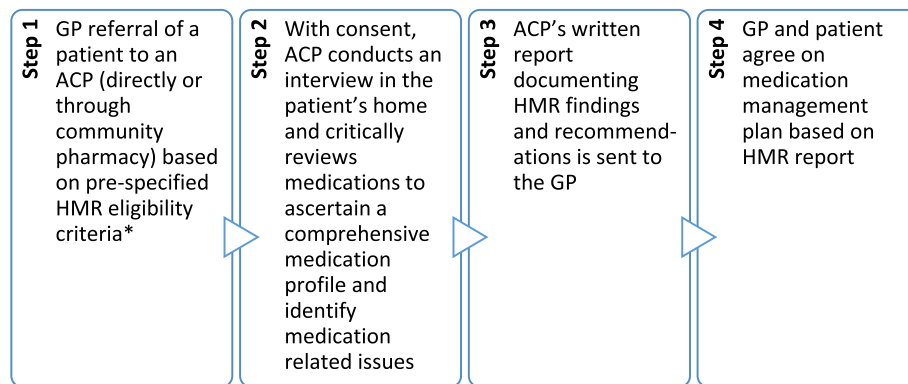 Step 1
GP referral of a
patient to an
ACP (directly or
through
community
pharmacy) based
on pre-specified
HMR eligibility
criteria*
Step 2
With consent,
ACP conducts an
interview in the
patient's home
and critically
reviews
medications to
ascertain a
comprehensive
medication
profile and
identify
medication
related issues
Step 3
ACP's written
report
documenting
HMR findings
and recommend-
ations is sent to
the GP
Step 4
GP and patient
agree on
medication
management
plan based on
HMR report